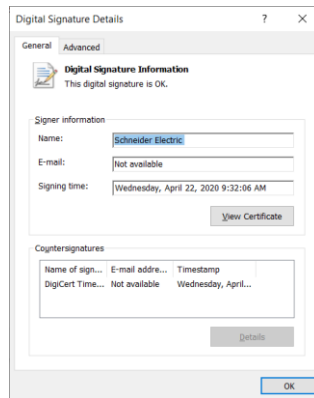 Digital Signature Details ? ×
General Advanced
Digital Signature Information
This digital signature is OK.
Signer information
Name: Schneider Electric
E-mail: Not available
Signing time: Wednesday, April 22, 2020 9:32:06 AM
View Certificate
Countersignatures
Name of sign... E-mail addre... Timestamp
DigiCert Time... Not available Wednesday, April...
Details
OK